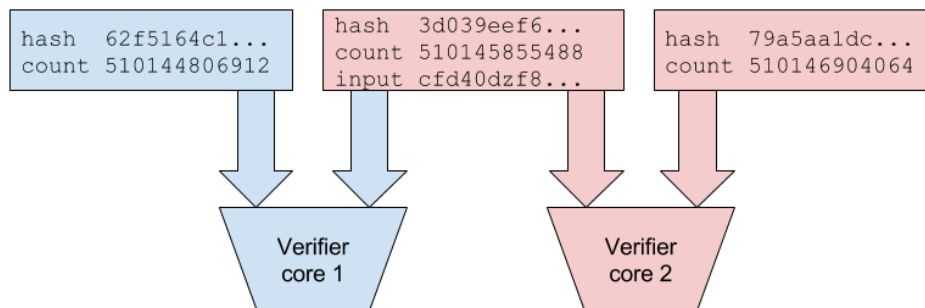 hash 62f5164c1...
count 510144806912
hash 3d039eef6...
count 510145855488
input cfd40dzf8...
hash 79a5aa1dc...
count 510146904064
Verifier
core 1
Verifier
core 2